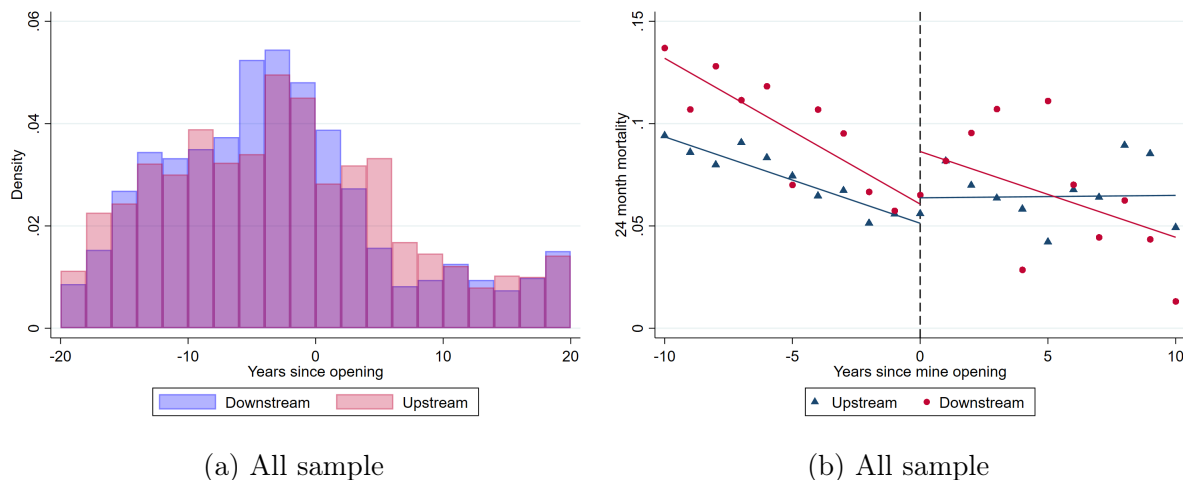 .06
.04
.02
0
Density
-20
-10
0
10
20
Years since opening
Downstream
Upstream
(a) All sample
.15
.1
.05
0
24 month mortality
-10
-5
0
5
10
Years since mine opening
Upstream
Downstream
(b) All sample